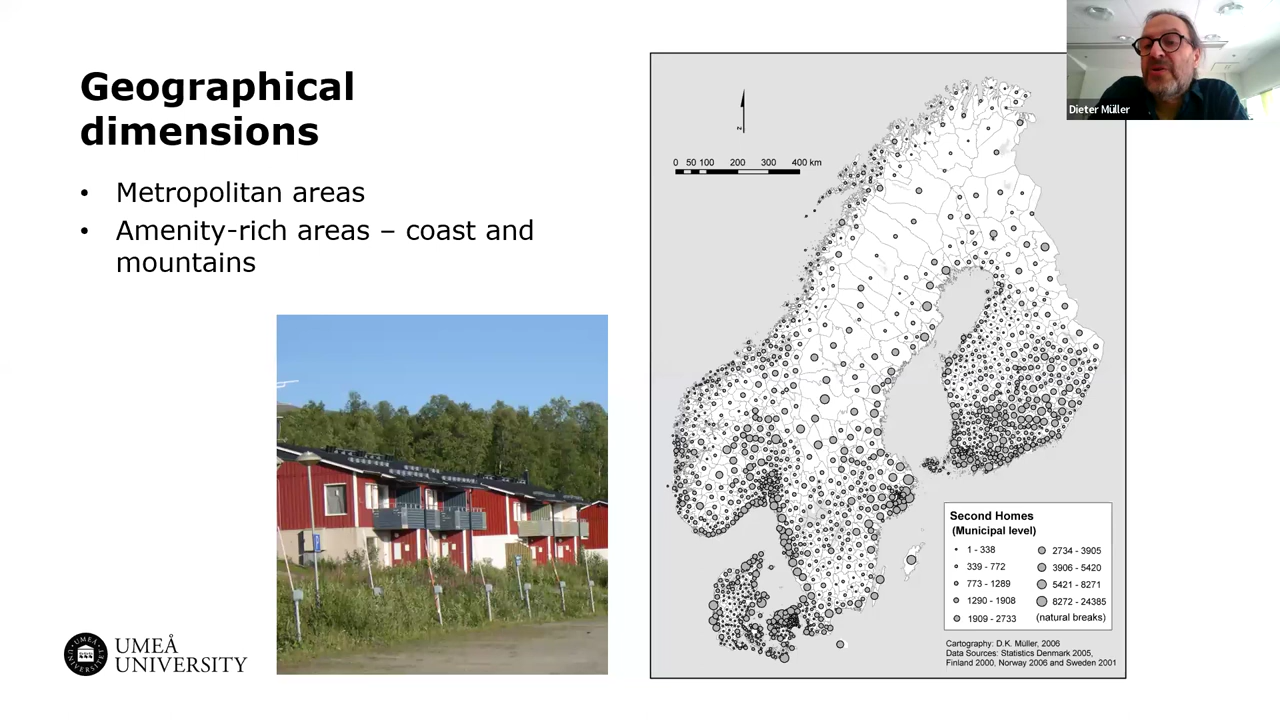 Geographical
dimensions
• Metropolitan areas
• Amenity-rich areas – coast and
mountains
UMEÅ
UNIVERSITY
N
0 50 100 200 300 400 km
Second Homes
(Municipal level)
1 - 338
339 - 772
773 - 1289
1290 - 1908
1909 - 2733
2734 - 3905
3906 - 5420
5421 - 8271
8272 - 24385
(natural breaks)
Cartography: D.K. Müller, 2006
Data Sources: Statistics Denmark 2005,
Finland 2000, Norway 2006 and Sweden 2001
Dieter Müller